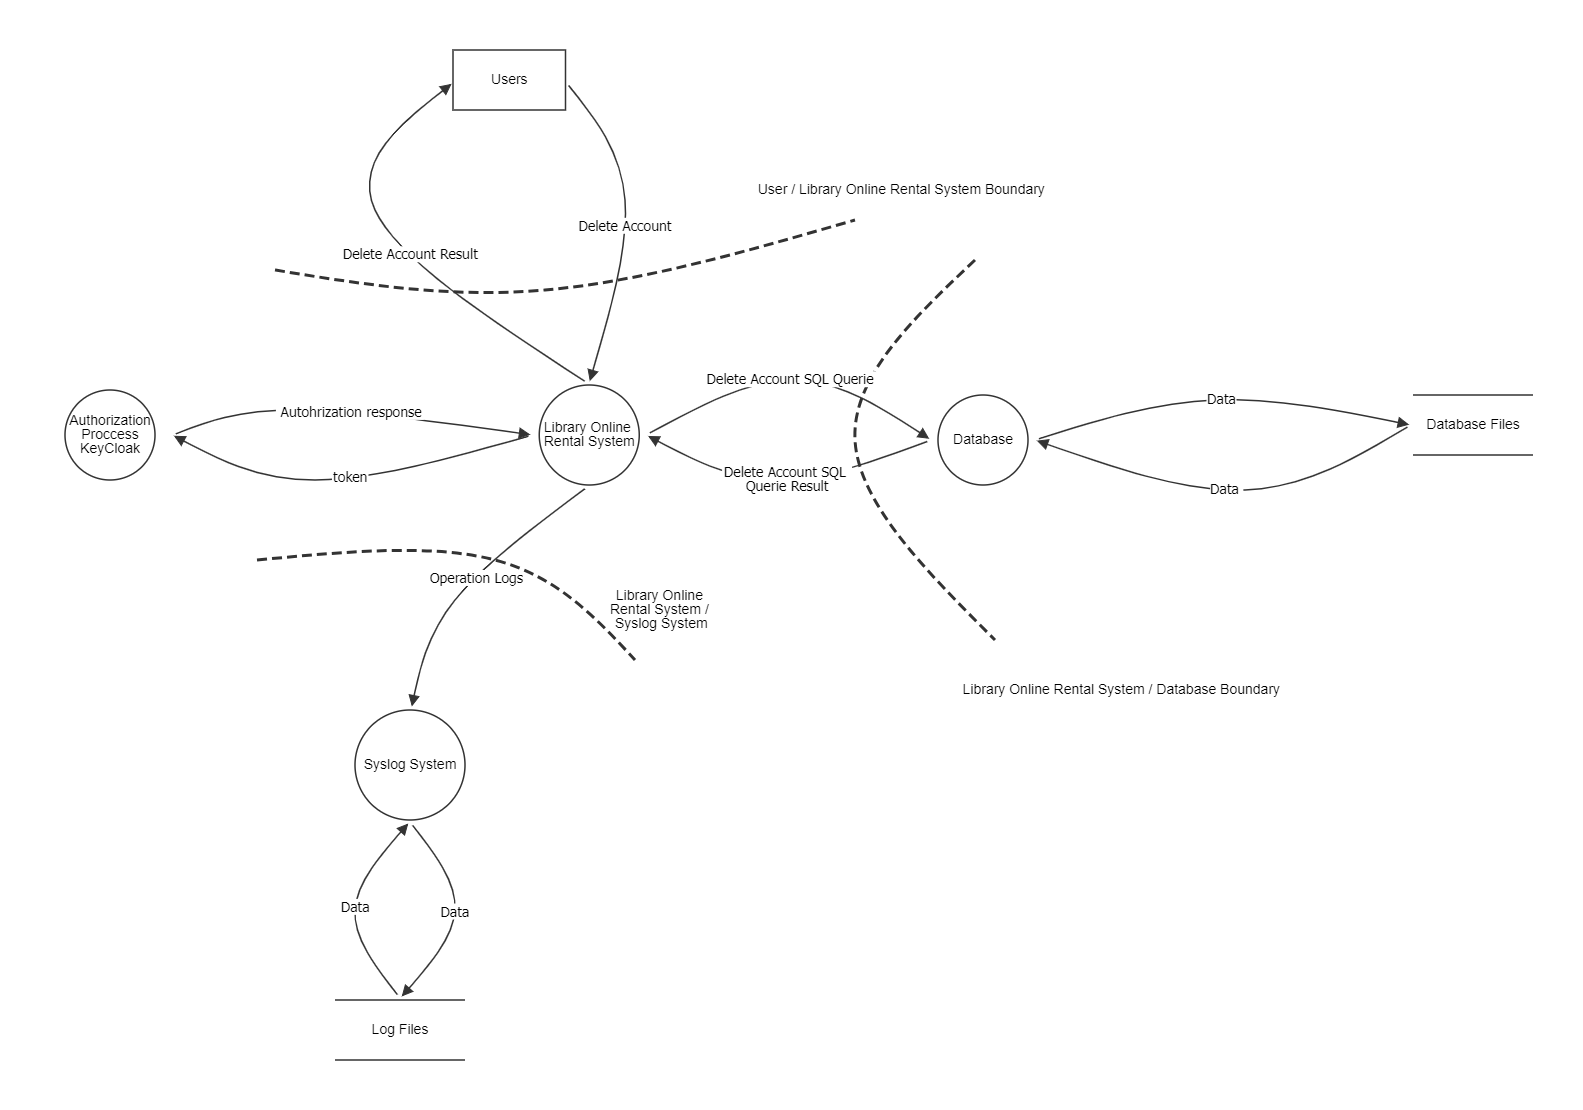 Users
User / Library Online Rental System Boundary
Delete Account
Delete Account Result
Delete Account SQL Querie
Data
Autohrization response
Authorization
Proccess
KeyCloak
Library Online
Rental System
Database
Database Files
token
Delete Account SQL
Querie Result
Data
Operation Logs
Library Online
Rental System /
Syslog System
Library Online Rental System / Database Boundary
Syslog System
Data
Data
Log Files